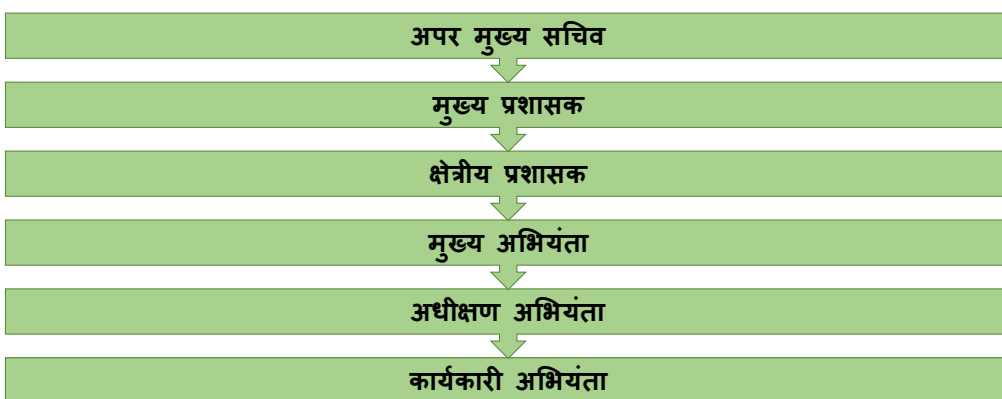 अपर मुख्य सचिव
मुख्य प्रशासक
क्षेत्रीय प्रशासक
मुख्य अभियंता
अधीक्षण अभियंता
कार्यकारी अभियंता